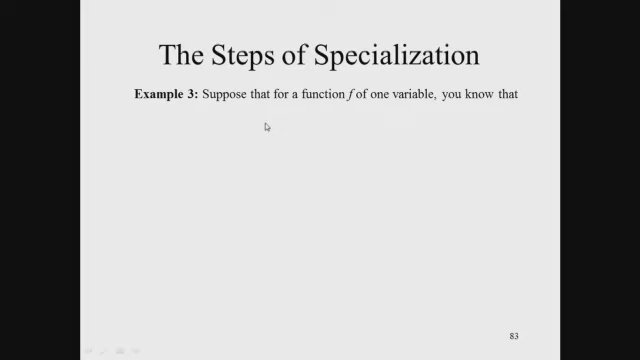 The Steps of Specialization
Example 3: Suppose that for a function f of one variable, you know that
83